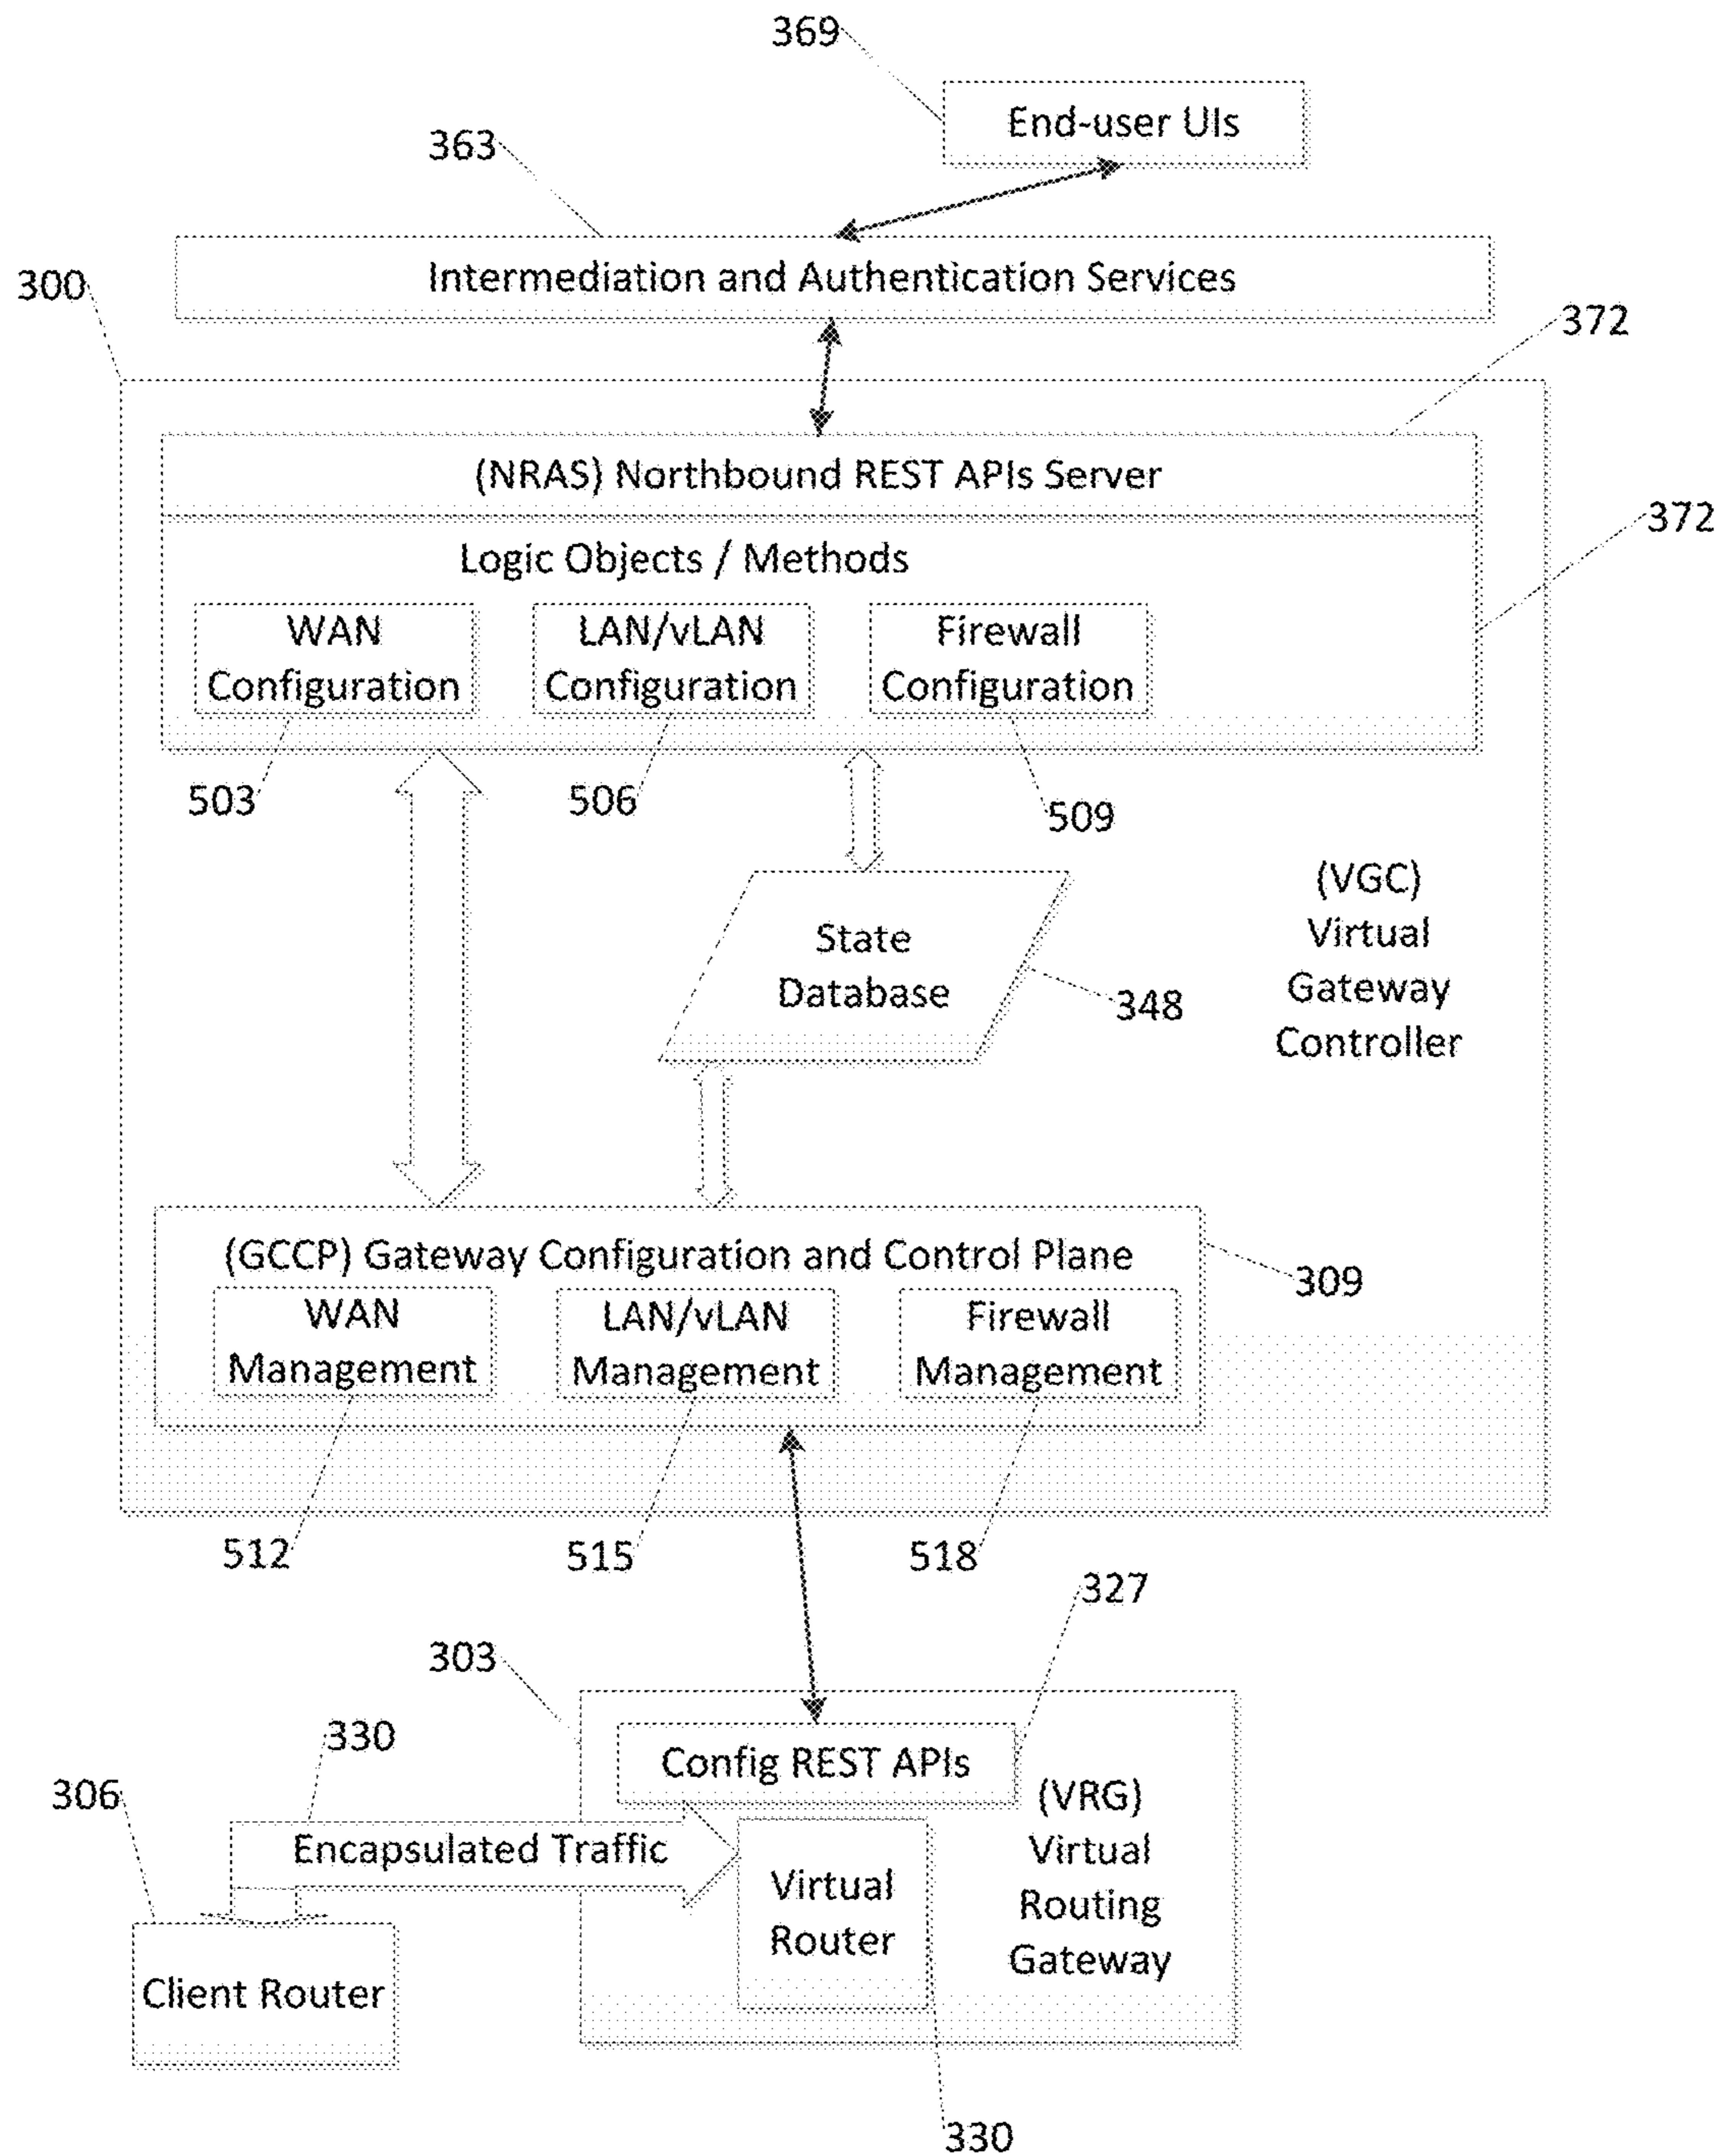 369
End-user UIs
363
Intermediation and Authentication Services
300
372
(NRAS) Northbound REST APIs Server
372
Logic Objects / Methods
WAN
Configuration
LAN/vLAN
Configuration
Firewall
Configuration
503
506
509
(VGC)
Virtual
Gateway
Controller
State
Database
348
(GCCP) Gateway Configuration and Control Plane
309
WAN
Management
LAN/vLAN
Management
Firewall
Management
512
515
518
327
303
330
Config REST APIs
306
(VRG)
Virtual
Routing
Gateway
Encapsulated Traffic
Virtual
Router
Client Router
330